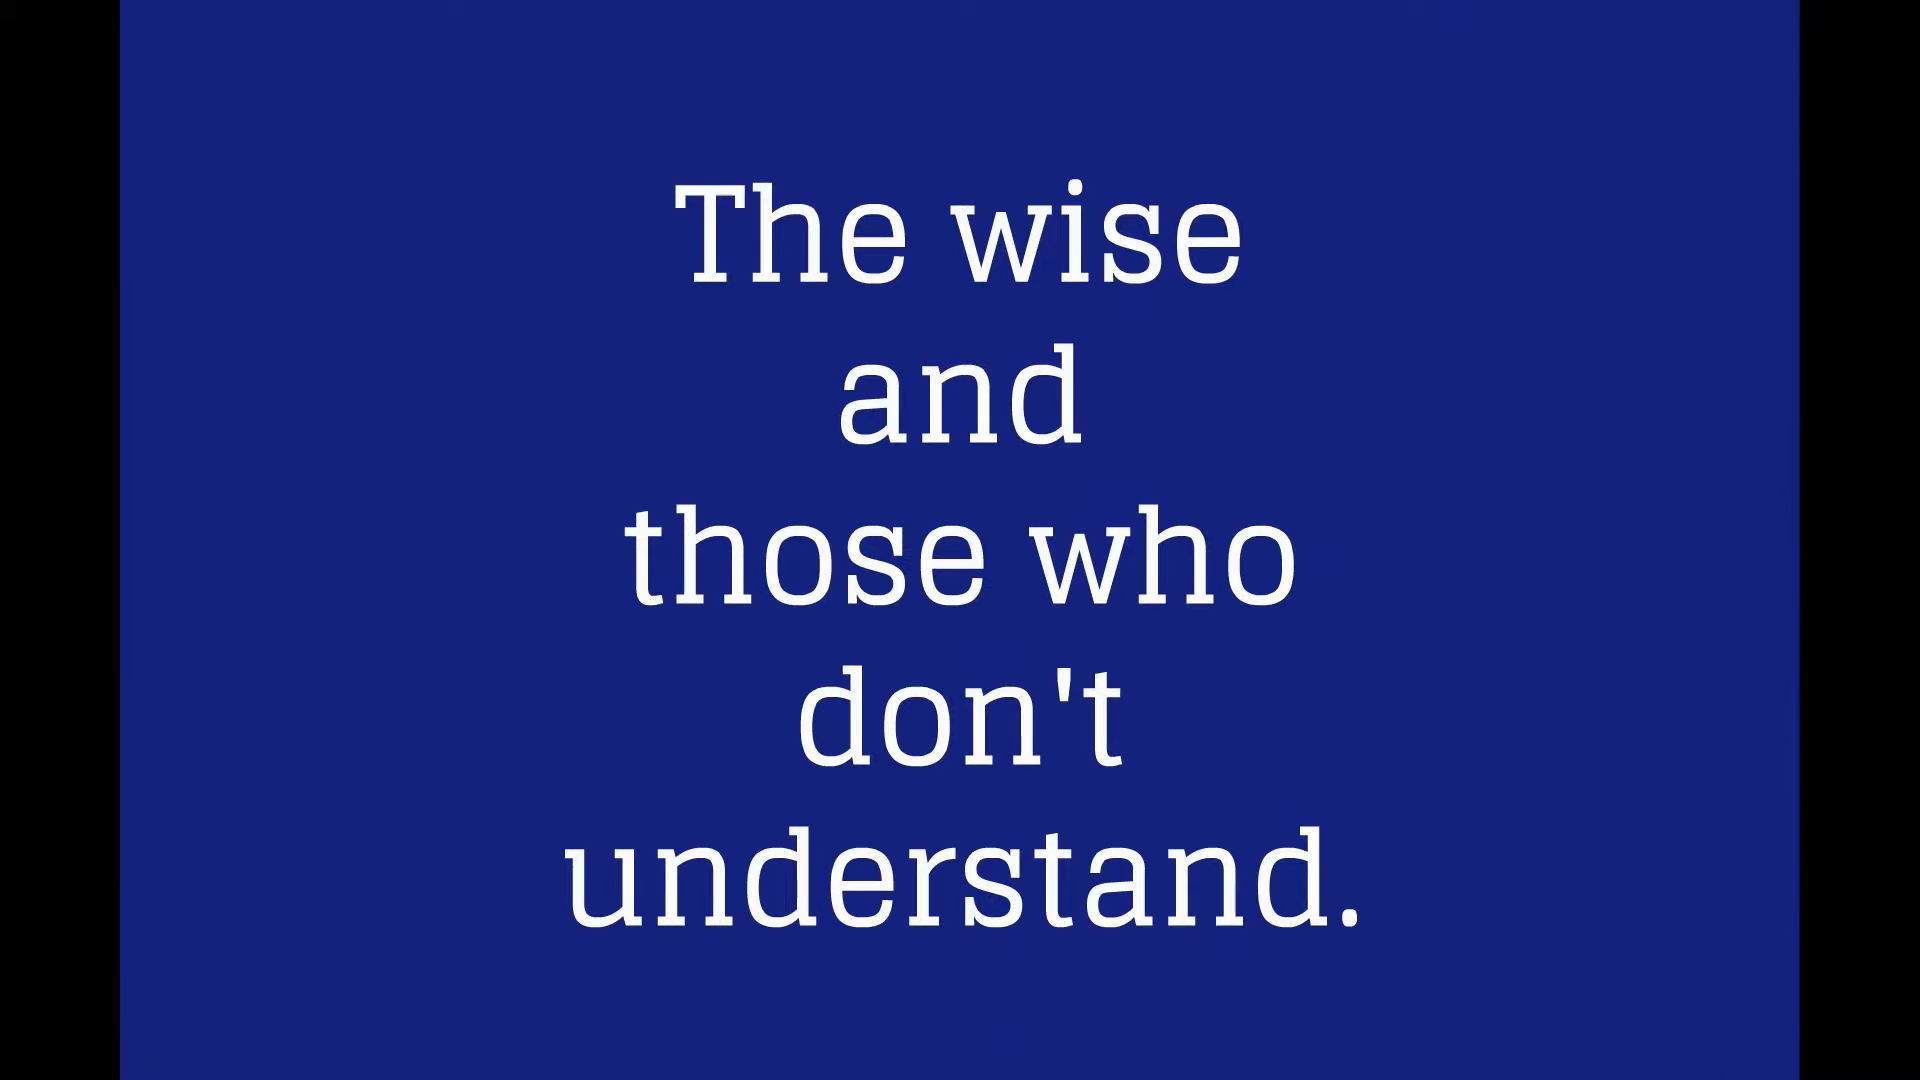 The wise
and
those who
don't
understand.